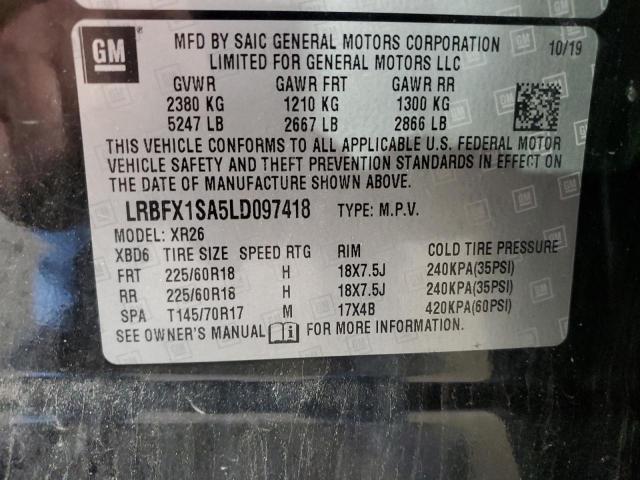 GM
MFD BY SAIC GENERAL MOTORS CORPORATION 10/19
LIMITED FOR GENERAL MOTORS LLC
GVWR GAWR FRT GAWR RR
2380 KG 1210 KG 1300 KG
5247 LB 2667 LB 2866 LB
THIS VEHICLE CONFORMS TO ALL APPLICABLE U.S. FEDERAL MOTOR
VEHICLE SAFETY AND THEFT PREVENTION STANDARDS IN EFFECT ON
THE DATE OF MANUFACTURE SHOWN ABOVE.
LRBFX1SA5LD097418 TYPE: M.P.V.
MODEL: XR26
XBD6 TIRE SIZE SPEED RTG RIM COLD TIRE PRESSURE
FRT 225/60R18 H 18X7.5J 240KPA(35PSI)
RR 225/60R18 H 18X7.5J 240KPA(35PSI)
SPA T145/70R17 M 17X4B 420KPA(60PSI)
SEE OWNER'S MANUAL FOR MORE INFORMATION.